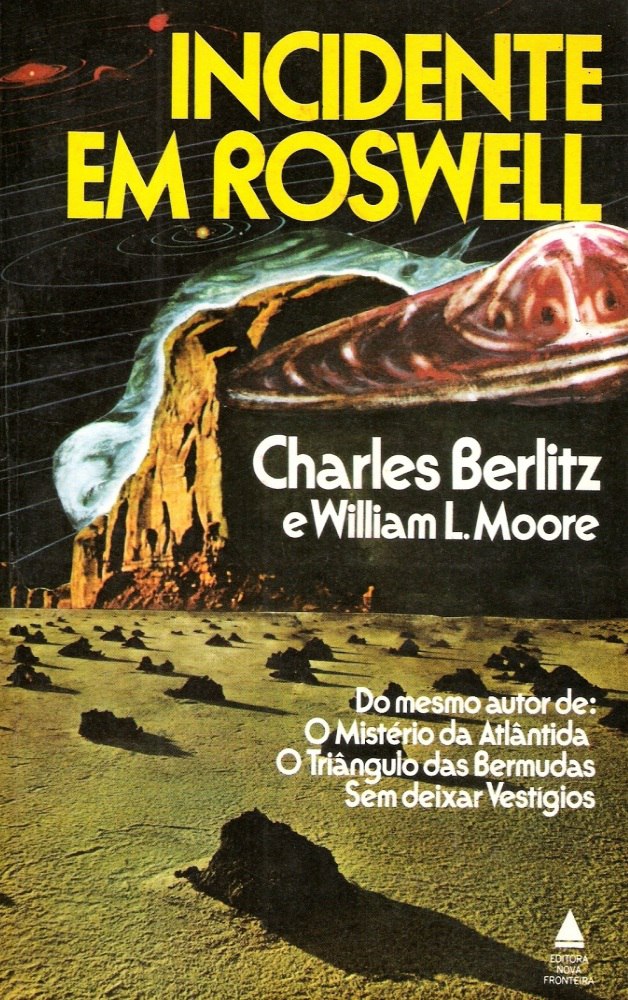 INCIDENTE
EM ROSWELL
Charles Berlitz
e William L. Moore
Do mesmo autor de:
O Mistério da Atlântida
O Triângulo das Bermudas
Sem deixar Vestígios
EDITORA
NOVA
FRONTEIRA